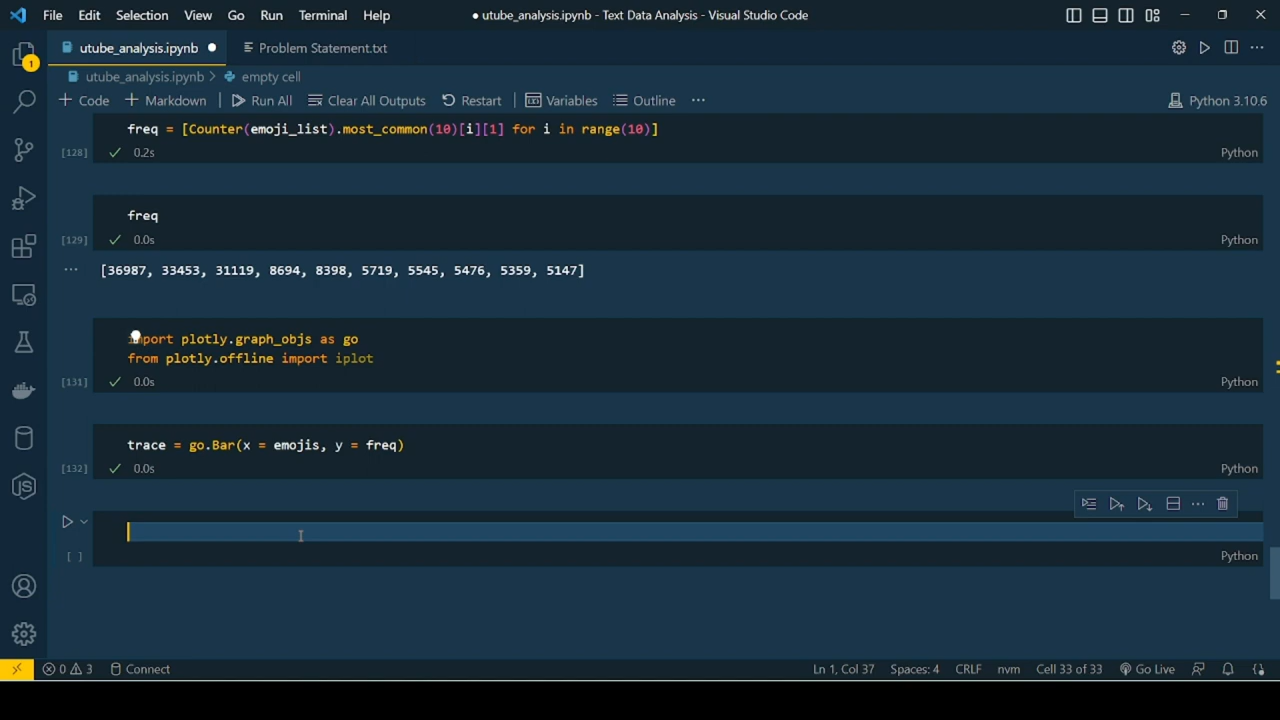 File Edit Selection View Go Run Terminal Help
● utube_analysis.ipynb - Text Data Analysis - Visual Studio Code
utube_analysis.ipynb ● Problem Statement.txt
1
utube_analysis.ipynb > empty cell
+ Code + Markdown Run All Clear All Outputs Restart Variables Outline ··· Python 3.10.6
freq = [Counter(emoji_list).most_common(10)[i][1] for i in range(10)]
[128] ✓ 0.2s Python
freq
[129] ✓ 0.0s Python
··· [36987, 33453, 31119, 8694, 8398, 5719, 5545, 5476, 5359, 5147]
import plotly.graph_objs as go
from plotly.offline import iplot
[131] ✓ 0.0s Python
trace = go.Bar(x = emojis, y = freq)
[132] ✓ 0.0s Python
[ ] Python
JS
0 3 Connect Ln 1, Col 37 Spaces: 4 CRLF nvm Cell 33 of 33 Go Live